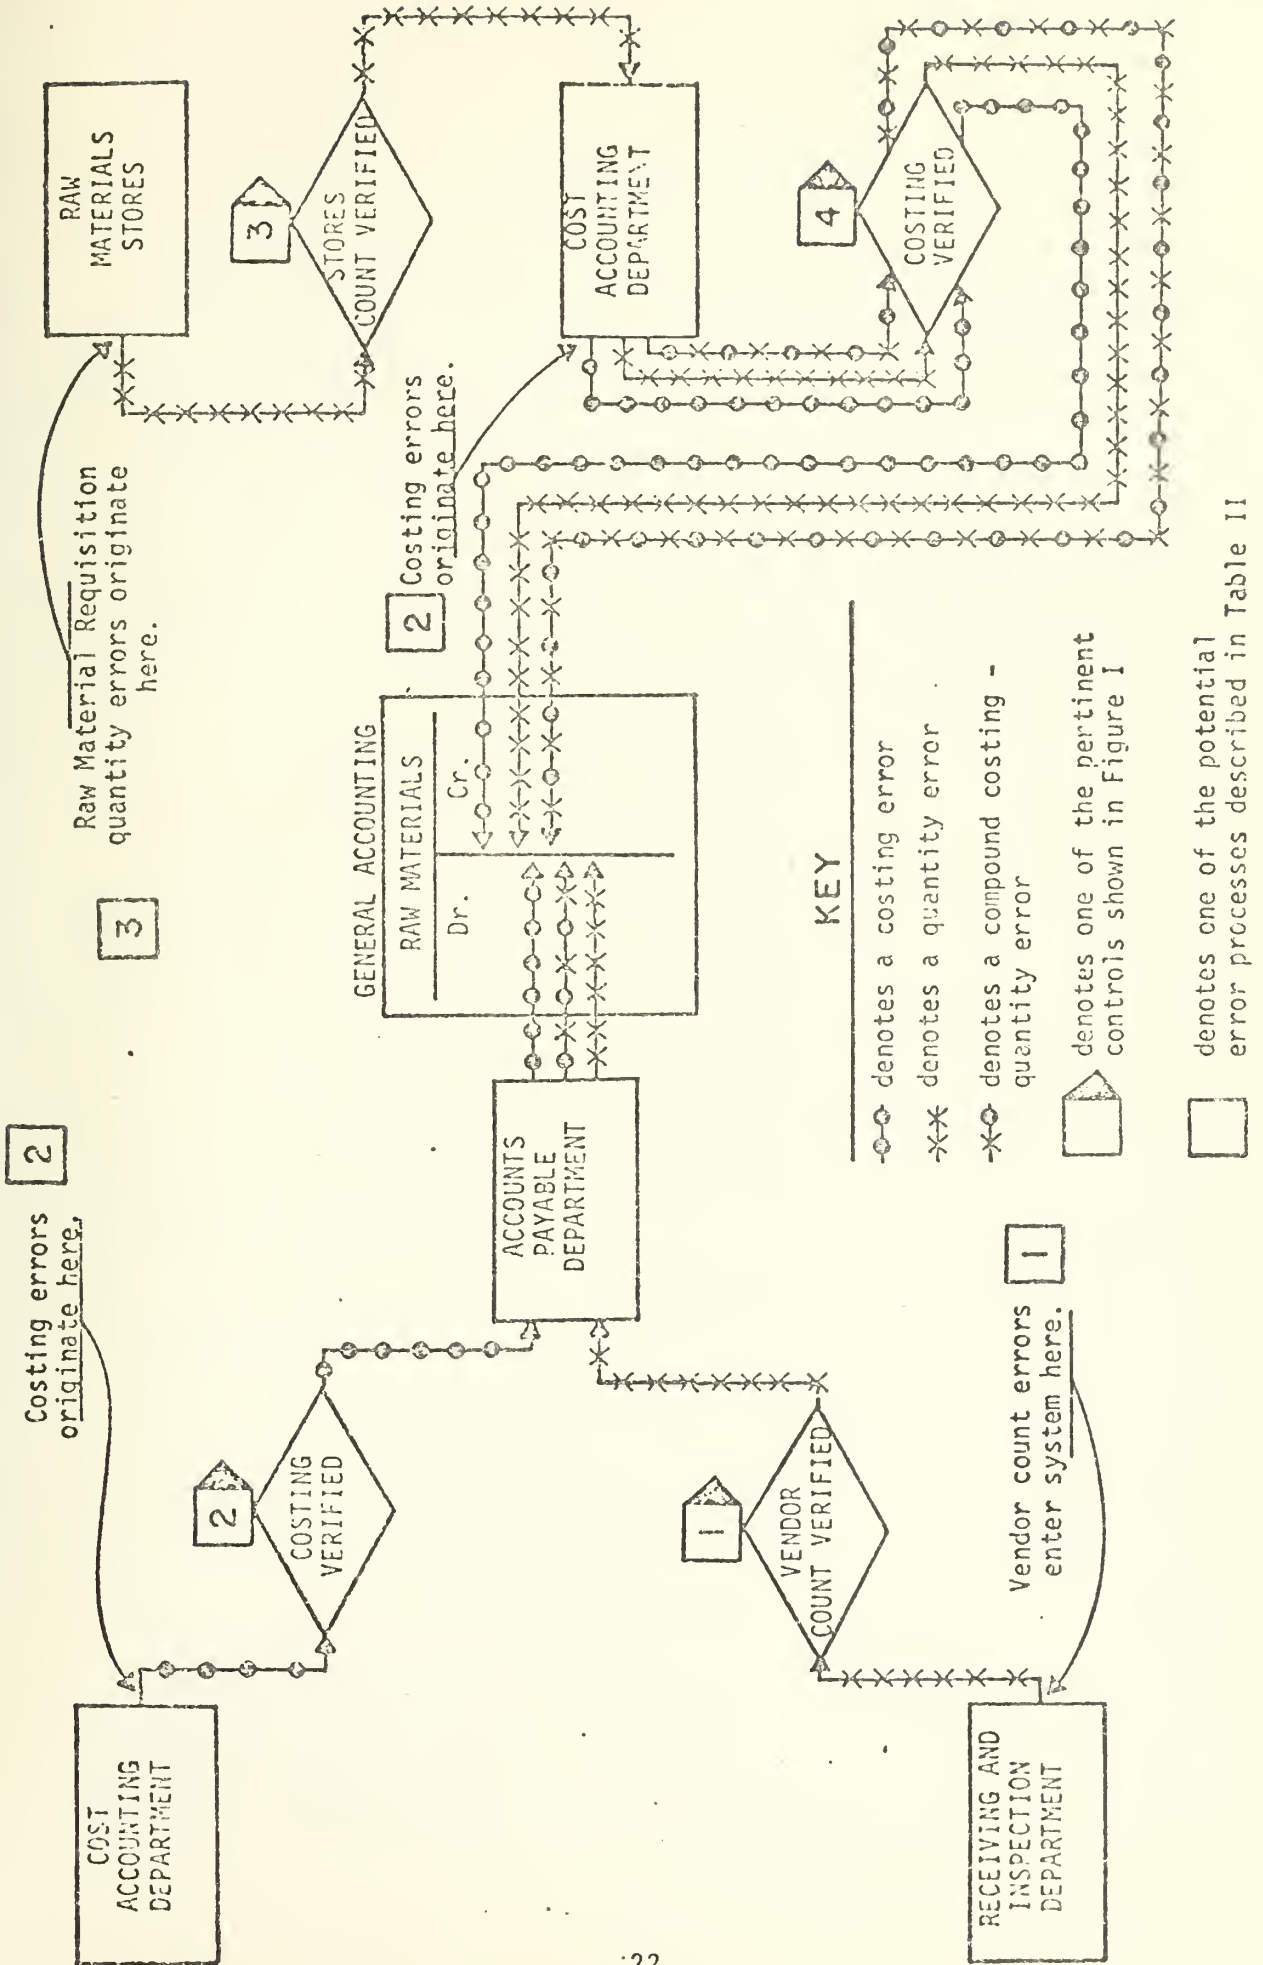 Costing errors
originate here.
2
COST
ACCOUNTING
DEPARTMENT
2
COSTING
VERIFIED
RECEIVING AND
INSPECTION
DEPARTMENT
1
VENDOR
COUNT VERIFIED
Vendor count errors
enter system here.
1
ACCOUNTS
PAYABLE
DEPARTMENT
GENERAL ACCOUNTING
RAW MATERIALS
Dr.
Cr.
3
Raw Material Requisition
quantity errors originate
here.
RAW
MATERIALS
STORES
3
STORES
COUNT VERIFIED
2
Costing errors
originate here.
COST
ACCOUNTING
DEPARTMENT
4
COSTING
VERIFIED
KEY
denotes a costing error
denotes a quantity error
denotes a compound costing -
quantity error
denotes one of the pertinent
controls shown in Figure I
denotes one of the potential
error processes described in Table II
22